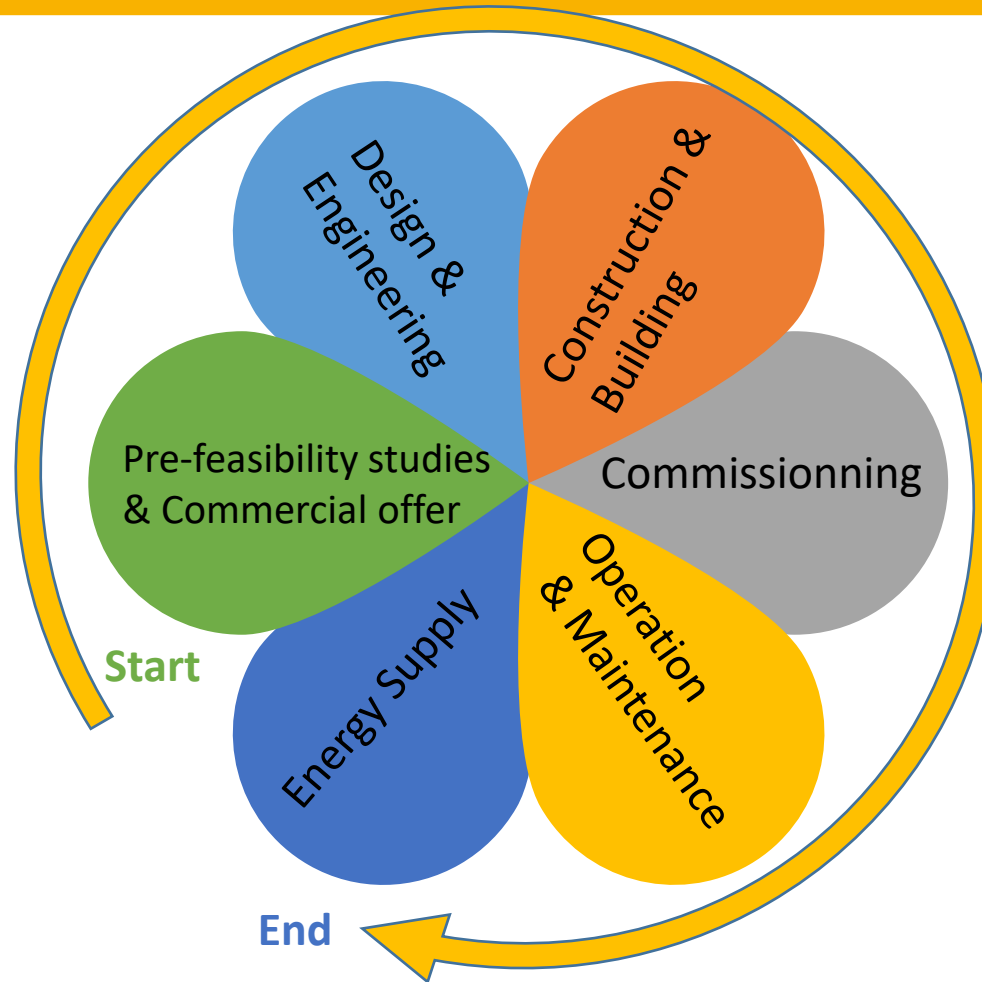 Design &
Engineering
Construction &
Building
Pre-feasibility studies
& Commercial offer
Commissionning
Operation
& Maintenance
Energy Supply
Start
End